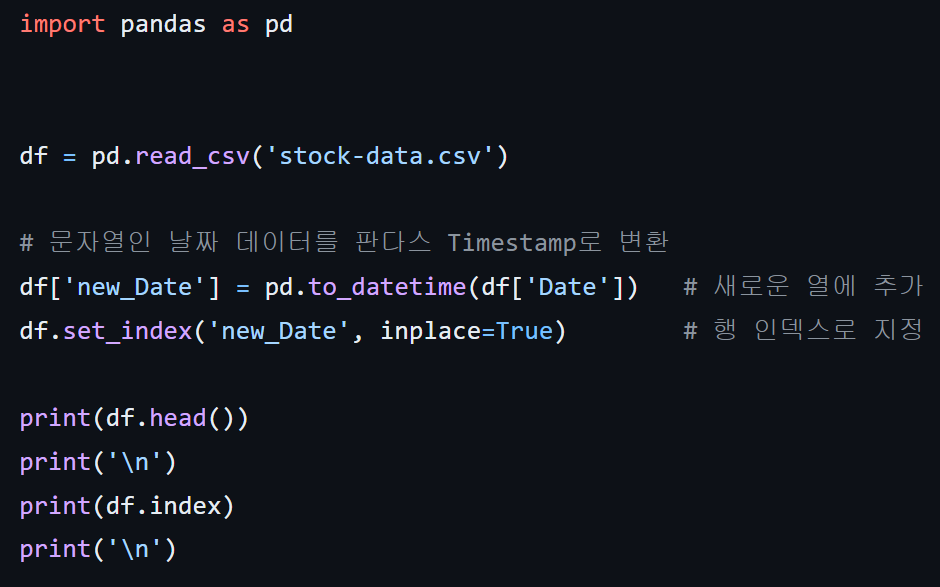 import pandas as pd
df = pd.read_csv('stock-data.csv')
# 문자열인 날짜 데이터를 판다스 Timestamp로 변환
df['new_Date'] = pd.to_datetime(df['Date'])   # 새로운 열에 추가
df.set_index('new_Date', inplace=True)        # 행 인덱스로 지정
print(df.head())
print('\n')
print(df.index)
print('\n')